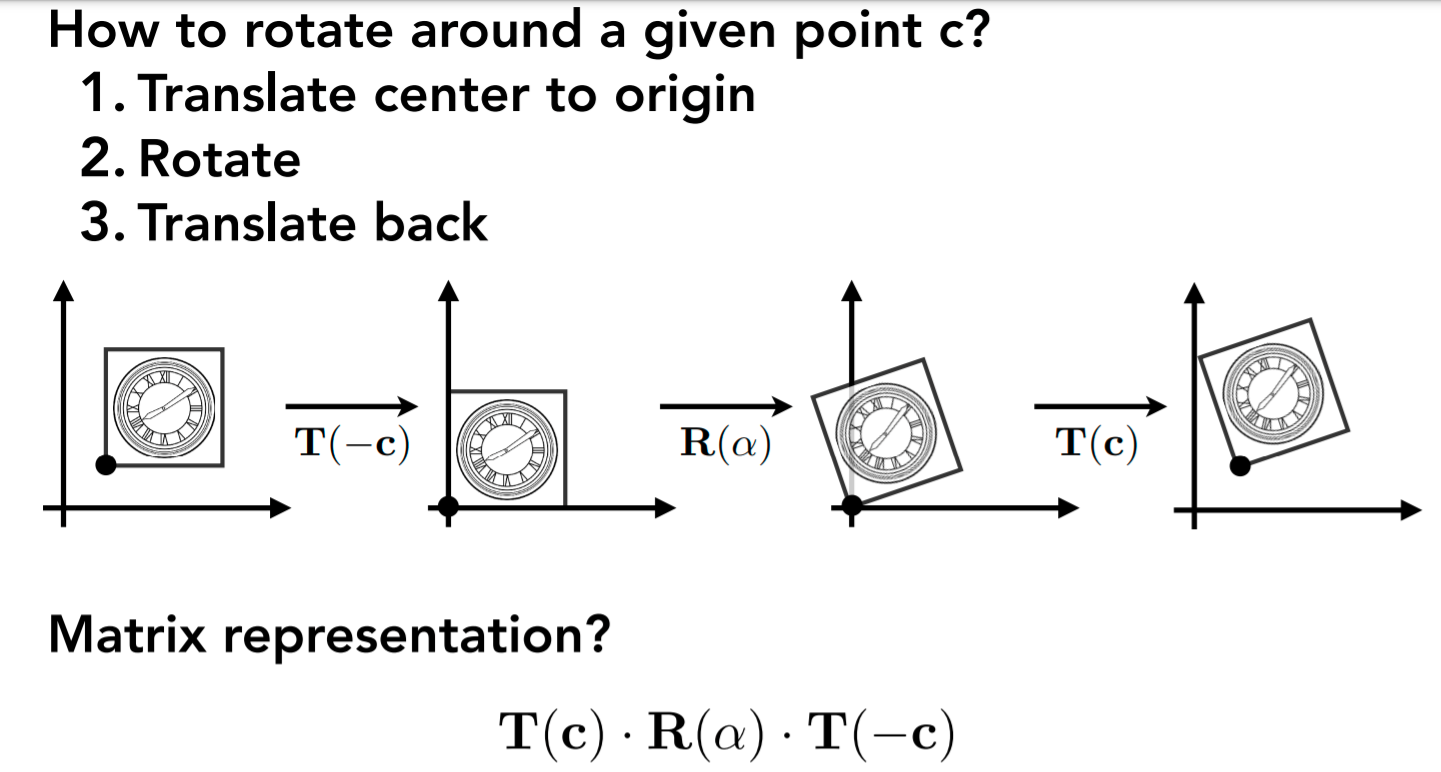 How to rotate around a given point c?
1. Translate center to origin
2. Rotate
3. Translate back
T(−c)
R(α)
T(c)
Matrix representation?
T(c) · R(α) · T(−c)